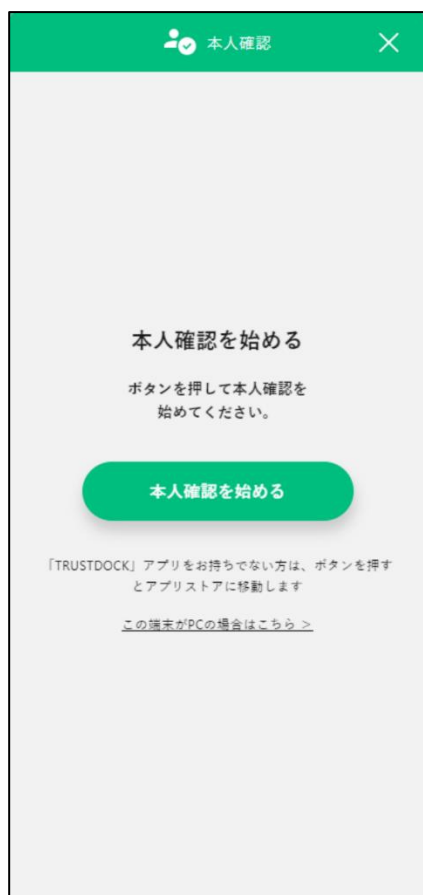 本人確認
本人確認を始める
ボタンを押して本人確認を
始めてください。
本人確認を始める
「TRUSTDOCK」アプリをお持ちでない方は、ボタンを押す
とアプリストアに移動します
この端末がPCの場合はこちら >